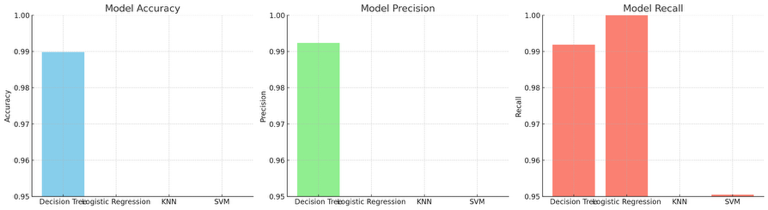 Model Accuracy
1.00
0.99
0.98
0.97
0.96
0.95
Accuracy
Decision Tree
Logistic Regression
KNN
SVM
Model Precision
1.00
0.99
0.98
0.97
0.96
0.95
Precision
Decision Tree
Logistic Regression
KNN
SVM
Model Recall
1.00
0.99
0.98
0.97
0.96
0.95
Recall
Decision Tree
Logistic Regression
KNN
SVM